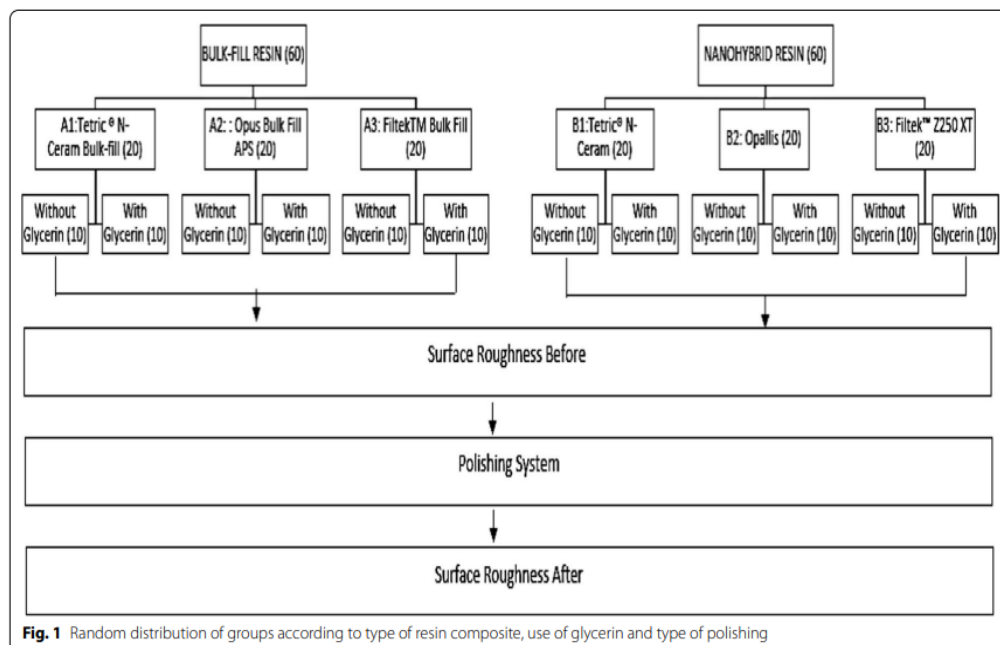 BULK-FILL RESIN (60)
NANOHYBRID RESIN (60)
A1:Tetric ® N-
Ceram Bulk-fill (20)
A2: : Opus Bulk Fill
APS (20)
A3: FiltekTM Bulk Fill
(20)
B1:Tetric® N-
Ceram (20)
B2: Opallis (20)
B3: Filtek™ Z250 XT
(20)
Without
Glycerin (10)
With
Glycerin (10)
Without
Glycerin (10)
With
Glycerin (10)
Without
Glycerin (10)
With
Glycerin (10)
Without
Glycerin (10)
With
Glycerin (10)
Without
Glycerin (10)
With
Glycerin (10)
Without
Glycerin (10)
With
Glycerin (10)
Surface Roughness Before
Polishing System
Surface Roughness After
Fig. 1 Random distribution of groups according to type of resin composite, use of glycerin and type of polishing